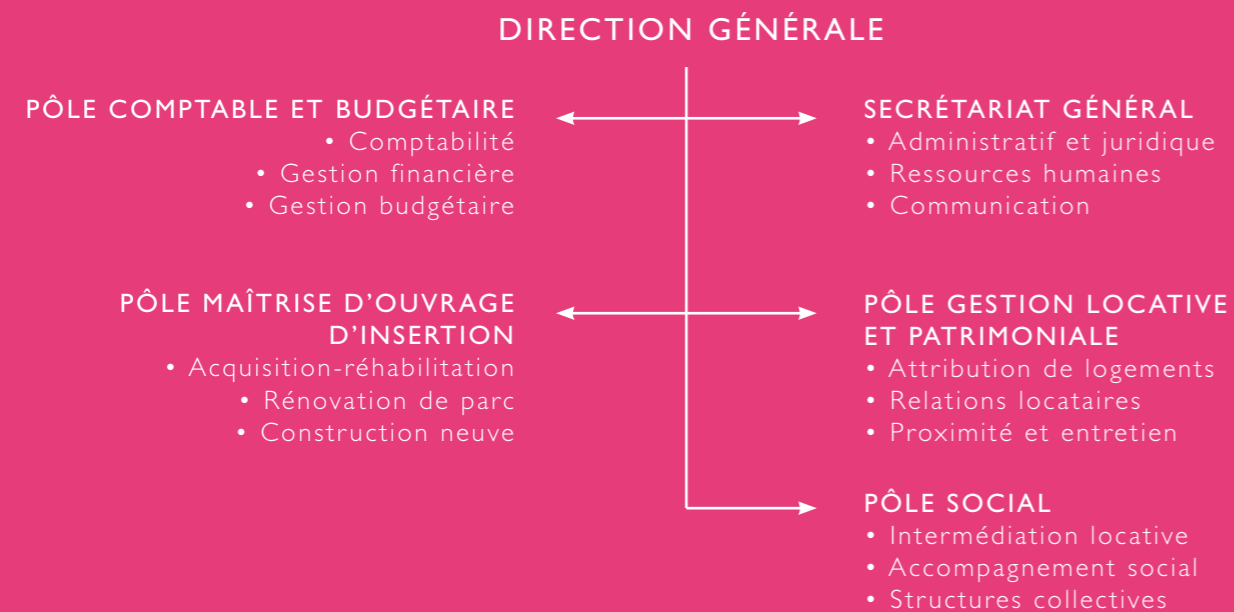 DIRECTION GÉNÉRALE
PÔLE COMPTABLE ET BUDGÉTAIRE
• Comptabilité
• Gestion financière
• Gestion budgétaire
SECRÉTARIAT GÉNÉRAL
• Administratif et juridique
• Ressources humaines
• Communication
PÔLE MAÎTRISE D’OUVRAGE
D’INSERTION
• Acquisition-réhabilitation
• Rénovation de parc
• Construction neuve
PÔLE GESTION LOCATIVE
ET PATRIMONIALE
• Attribution de logements
• Relations locataires
• Proximité et entretien
PÔLE SOCIAL
• Intermédiation locative
• Accompagnement social
• Structures collectives